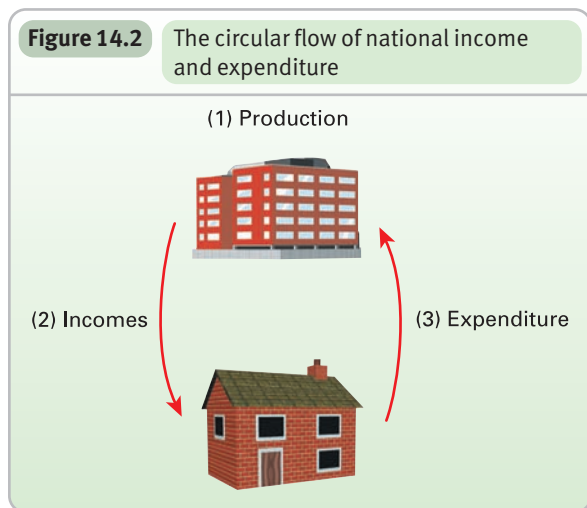 Figure 14.2
The circular flow of national income
and expenditure
(1) Production
(2) Incomes
(3) Expenditure